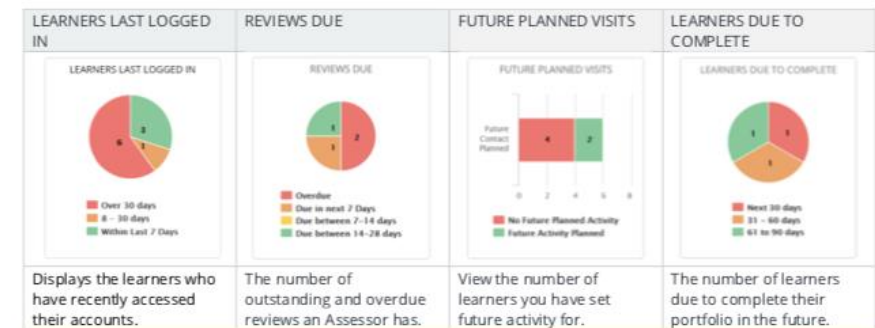 LEARNERS LAST LOGGED
IN
REVIEWS DUE
FUTURE PLANNED VISITS
LEARNERS DUE TO
COMPLETE
LEARNERS LAST LOGGED IN
6
3
1
Over 30 days
8 - 30 days
Within Last 7 Days
REVIEWS DUE
1
2
1
Overdue
Due in next 7 Days
Due between 7-14 days
Due between 14-28 days
FUTURE PLANNED VISITS
Future
Contact
Planned
4
2
0 2 4 6 8
No Future Planned Activity
Future Activity Planned
LEARNERS DUE TO COMPLETE
1
1
1
Next 30 days
31 - 60 days
61 to 90 days
Displays the learners who
have recently accessed
their accounts.
The number of
outstanding and overdue
reviews an Assessor has.
View the number of
learners you have set
future activity for.
The number of learners
due to complete their
portfolio in the future.